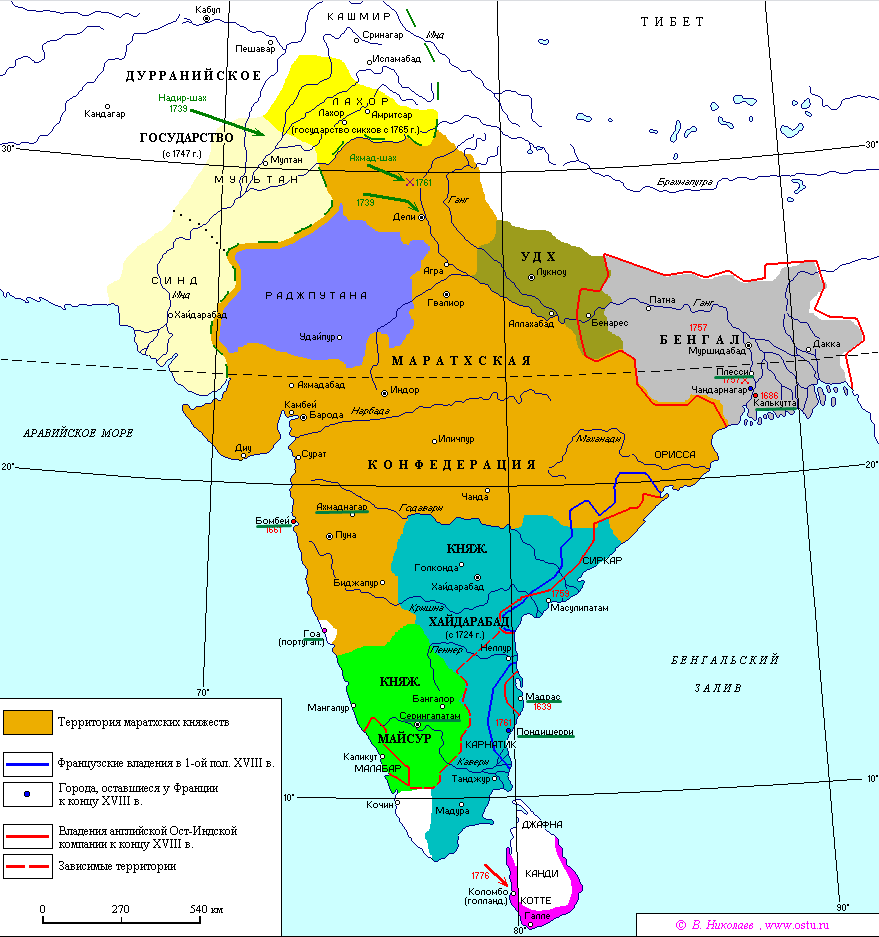 Кабул
КАШМИР
ТИБЕТ
Сринагар
Инд
Пешавар
Исламабад
ДУРРАНИЙСКОЕ
Надир-шах
1739
ЛАХОР
Лахор
Амритсар
(государство сикхов с 1765 г.)
Кандагар
ГОСУДАРСТВО
(с 1747 г.)
30°
30°
Мултан
Ахмад-шах
1761
МУЛЬТАН
Брахмапутра
1739
Ганг
Дели
УДХ
Лукноу
Агра
СИНД
Инд
РАДЖПУТАНА
Гвалиор
Патна
Ганг
Хайдарабад
Аллахабад
Бенарес
1757
БЕНГАЛ
Удайпур
Муршидабад
Дакка
МАРАТХСКАЯ
Плесси
1757
Ахмадабад
Индор
Чандарнагар
1686
Калькутта
Камбей
Барода
Нарбада
АРАВИЙСКОЕ МОРЕ
Иличпур
Маханади
Диу
Сурат
ОРИССА
20°
КОНФЕДЕРАЦИЯ
20°
Чанда
Ахмаднагар
Годавари
Бомбей
1661
Пуна
КНЯЖ.
СИРКАР
Голконда
Биджапур
Хайдарабад
1759
Кришна
Масулипатам
ХАЙДАРАБАД
(с 1724 г.)
Гоа
(португал.)
Пеннер
Неллур
БЕНГАЛЬСКИЙ
КНЯЖ.
ЗАЛИВ
70°
Бангалор
Мадрас
1639
Мангалур
Серингапатам
1761
Пондишерри
МАЙСУР
КАРНАТИК
Каликут
Кавери
МАЛАБАР
Танджур
10°
10°
Кочин
Мадура
ДЖАФНА
1776
КАНДИ
Коломбо
(голланд.)
КОТТЕ
Галле
80°
90°
Территория маратхских княжеств
Французские владения в 1-ой пол. XVIII в.
Города, оставшиеся у Франции
к концу XVIII в.
Владения английской Ост-Индской
компании к концу XVIII в.
Зависимые территории
0 270 540 км
© В. Николаев , www.ostu.ru